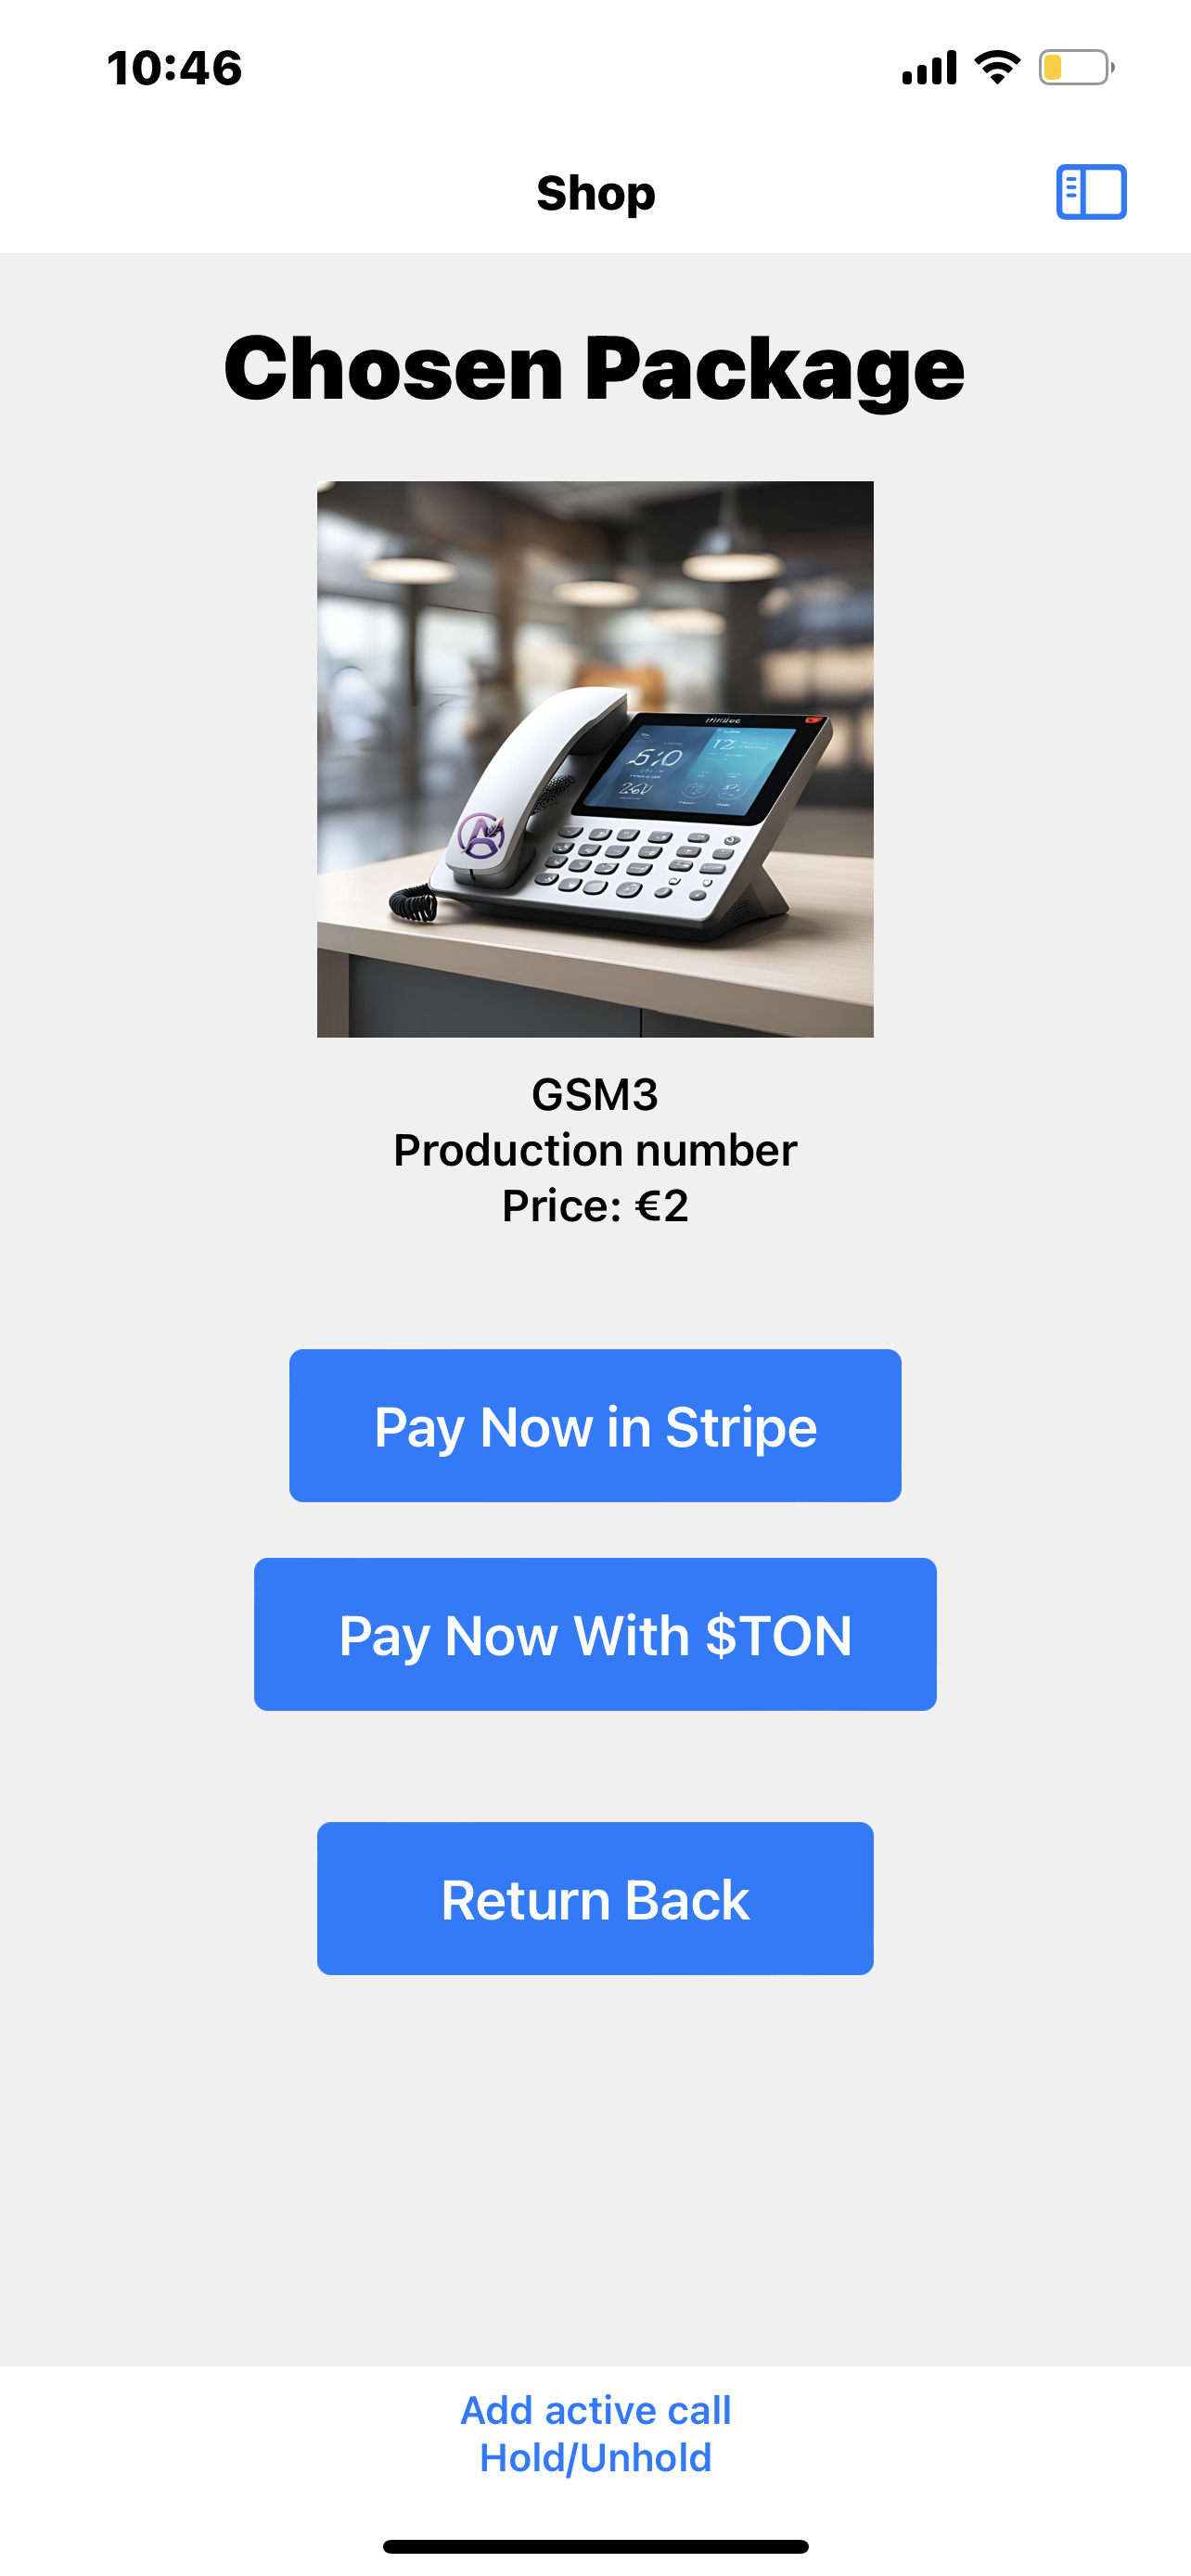 10:46
Shop
Chosen Package
GSM3
Production number
Price: €2
Pay Now in Stripe
Pay Now With $TON
Return Back
Add active call
Hold/Unhold